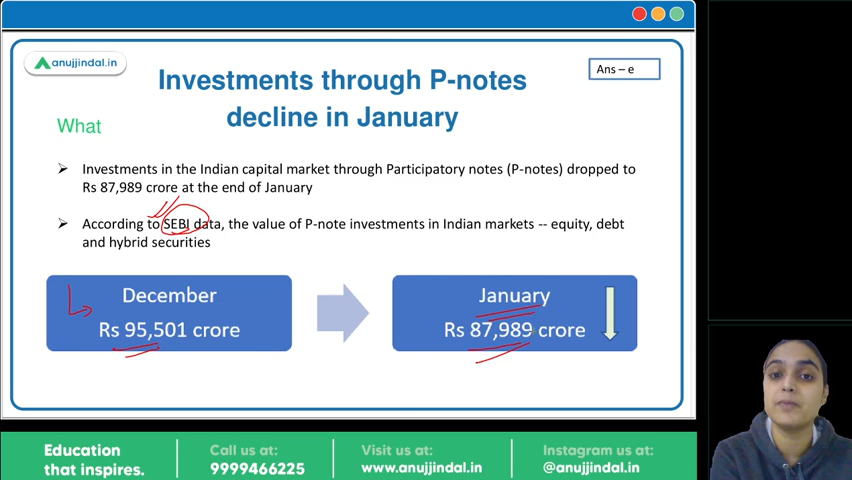 anujjindal.in
Investments through P-notes
decline in January
Ans – e
What
Investments in the Indian capital market through Participatory notes (P-notes) dropped to
Rs 87,989 crore at the end of January
According to SEBI data, the value of P-note investments in Indian markets -- equity, debt
and hybrid securities
December
Rs 95,501 crore
January
Rs 87,989 crore
Education
that inspires.
Call us at:
9999466225
Visit us at:
www.anujjindal.in
Instagram us at:
@anujjindal.in